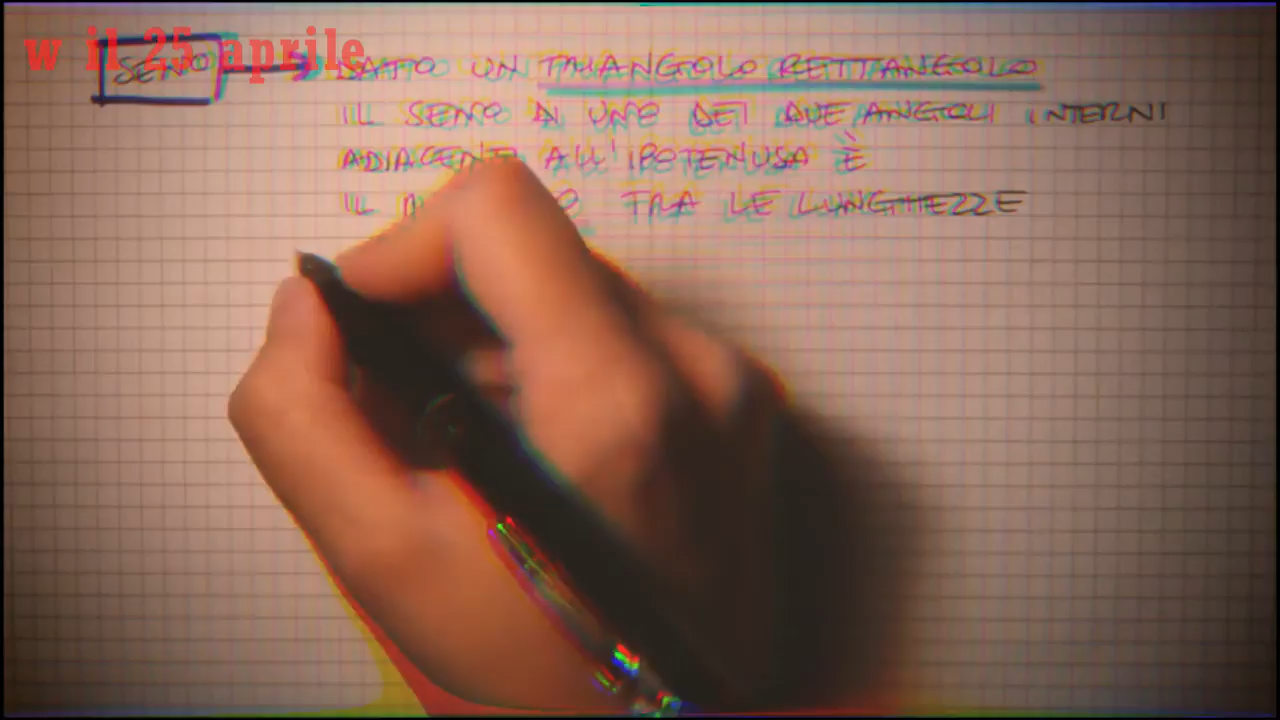 w il 25 aprile
SENO DATO UN TRIANGOLO RETTANGOLO
IL SENO DI UNO DEI DUE ANGOLI INTERNI
ADIACENTI ALL'IPOTENUSA È
IL TRA LE LUNGHEZZE